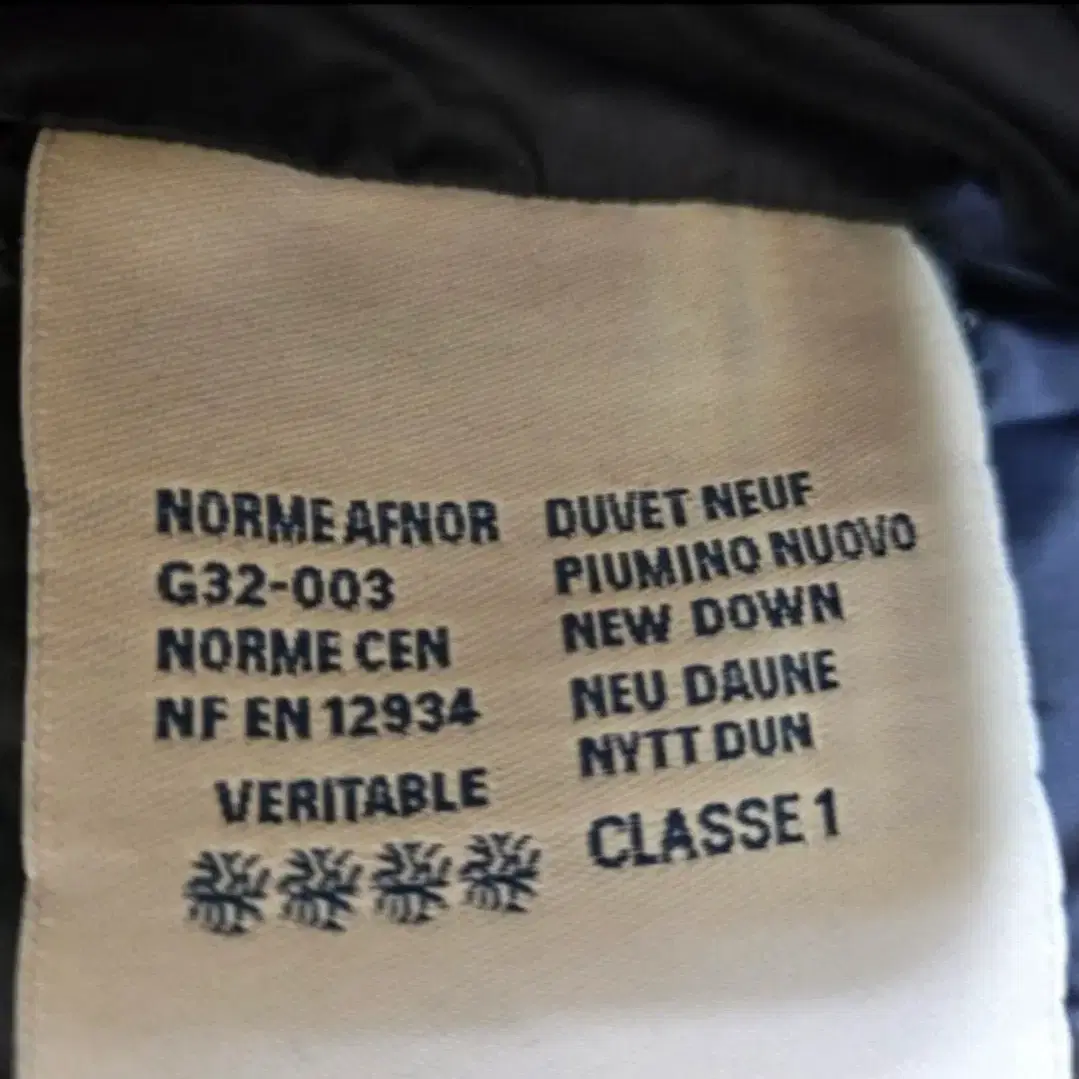 NORME AFNOR
G32-003
NORME CEN
NF EN 12934
VERITABLE
DUVET NEUF
PIUMINO NUOVO
NEW DOWN
NEU DAUNE
NYTT DUN
CLASSE 1